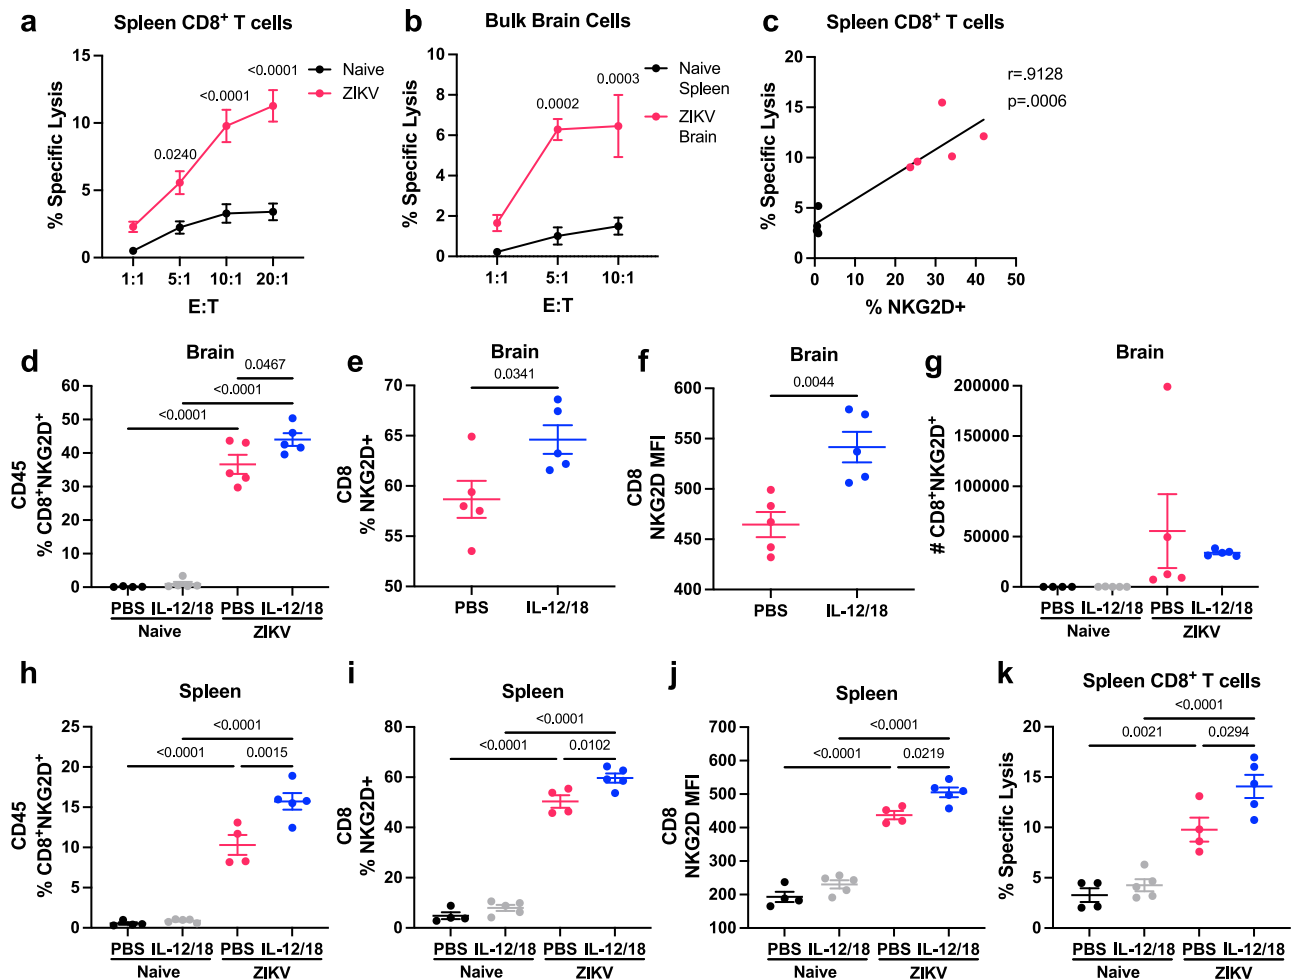 a
Spleen CD8+ T cells
% Specific Lysis
15
10
5
0
<0.0001
<0.0001
0.0240
Naive
ZIKV
1:1 5:1 10:1 20:1
E:T
b
Bulk Brain Cells
% Specific Lysis
10
8
6
4
2
0
0.0002
0.0003
Naive
Spleen
ZIKV
Brain
1:1 5:1 10:1
E:T
c
Spleen CD8+ T cells
% Specific Lysis
20
15
10
5
0
r=.9128
p=.0006
0 10 20 30 40 50
% NKG2D+
d
Brain
CD45
% CD8+NKG2D+
60
50
40
30
20
10
0
0.0467
<0.0001
<0.0001
PBS IL-12/18 PBS IL-12/18
Naive ZIKV
e
Brain
CD8
% NKG2D+
70
65
60
55
50
0.0341
PBS IL-12/18
f
Brain
CD8
NKG2D MFI
600
550
500
450
400
0.0044
PBS IL-12/18
g
Brain
# CD8+NKG2D+
200000
150000
100000
50000
0
PBS IL-12/18 PBS IL-12/18
Naive ZIKV
h
Spleen
CD45
% CD8+NKG2D+
25
20
15
10
5
0
<0.0001
<0.0001 0.0015
PBS IL-12/18 PBS IL-12/18
Naive ZIKV
i
Spleen
CD8
% NKG2D+
80
60
40
20
0
<0.0001
<0.0001 0.0102
PBS IL-12/18 PBS IL-12/18
Naive ZIKV
j
Spleen
CD8
NKG2D MFI
700
600
500
400
300
200
100
<0.0001
<0.0001 0.0219
PBS IL-12/18 PBS IL-12/18
Naive ZIKV
k
Spleen CD8+ T cells
% Specific Lysis
20
15
10
5
0
<0.0001
0.0021 0.0294
PBS IL-12/18 PBS IL-12/18
Naive ZIKV